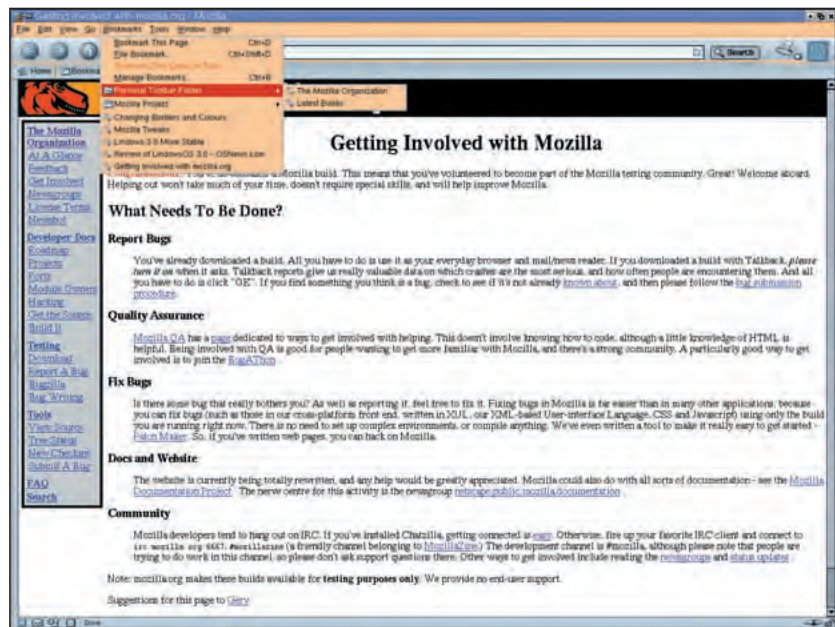 Getting Involved with mozilla.org - Mozilla
File Edit View Go Bookmarks Tools Window Help
Bookmark This Page Ctrl+D
File Bookmark... Ctrl+Shift+D
Manage Bookmarks... Ctrl+B
Personal Toolbar Folder
The Mozilla Organization
Latest Builds
Mozilla Project
Changing Borders and Colours
Mozilla Tweaks
Lindows 3.0 More Stable
Review of LindowsOS 3.0 - OSNews.com
Getting Involved with mozilla.org
Search
Home Bookma
The Mozilla
Organization
At A Glance
Feedback
Get Involved
Newsgroups
License Terms
Newsbot
Developer Docs
Roadmap
Projects
Ports
Module Owners
Hacking
Get the Source
Build It
Testing
Download
Report A Bug
Bugzilla
Bug Writing
Tools
View Source
Tree Status
New Checkins
Submit A Bug
FAQ
Search
Getting Involved with Mozilla
Mozilla build. This means that you've volunteered to become part of the Mozilla testing community. Great! Welcome aboard.
Helping out won't take much of your time, doesn't require special skills, and will help improve Mozilla.
What Needs To Be Done?
Report Bugs
You've already downloaded a build. All you have to do is use it as your everyday browser and mail/news reader. If you downloaded a build with Talkback, please
turn it on when it asks. Talkback reports give us really valuable data on which crashes are the most serious, and how often people are encountering them. And all
you have to do is click "OK". If you find something you think is a bug, check to see if it's not already known about, and then please follow the bug submission
procedure.
Quality Assurance
Mozilla QA has a page dedicated to ways to get involved with helping. This doesn't involve knowing how to code, although a little knowledge of HTML is
helpful. Being involved with QA is good for people wanting to get more familiar with Mozilla, and there's a strong community. A particularly good way to get
involved is to join the BugAThon.
Fix Bugs
Is there some bug that really bothers you? As well as reporting it, feel free to fix it. Fixing bugs in Mozilla is far easier than in many other applications, because
you can fix bugs (such as those in our cross-platform front end, written in XUL, our XML-based User-interface Language, CSS and Javascript) using only the build
you are running right now. There is no need to set up complex environments, or compile anything. We've even written a tool to make it really easy to get started -
Patch Maker. So, if you've written web pages, you can hack on Mozilla.
Docs and Website
The website is currently being totally rewritten, and any help would be greatly appreciated. Mozilla could also do with all sorts of documentation - see the Mozilla
Documentation Project. The nerve centre for this activity is the newsgroup netscape.public.mozilla.documentation.
Community
Mozilla developers tend to hang out on IRC. If you've installed Chatzilla, getting connected is easy. Otherwise, fire up your favorite IRC client and connect to
irc.mozilla.org:6667, #mozillazine (a friendly channel belonging to MozillaZine). The development channel is #mozilla, although please note that people are
trying to do work in this channel, so please don't ask support questions there. Other ways to get involved include reading the newsgroups and status updates.
Note: mozilla.org makes these builds available for testing purposes only. We provide no end-user support.
Suggestions for this page to Gerv
Done